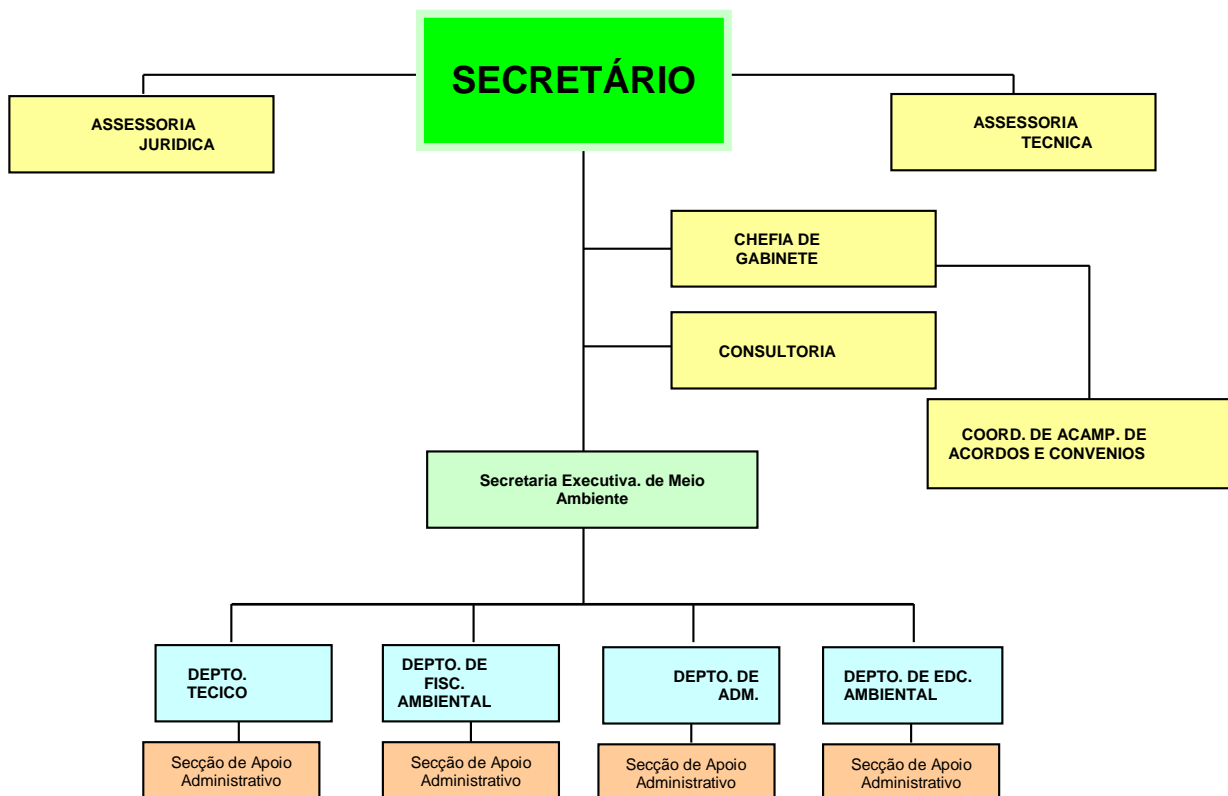 SECRETÁRIO
ASSESSORIA
JURIDICA
ASSESSORIA
TECNICA
CHEFIA DE
GABINETE
CONSULTORIA
COORD. DE ACAMP. DE
ACORDOS E CONVENIOS
Secretaria Executiva. de Meio
Ambiente
DEPTO.
TECICO
DEPTO. DE
FISC.
AMBIENTAL
DEPTO. DE
ADM.
DEPTO. DE EDC.
AMBIENTAL
Secção de Apoio
Administrativo
Secção de Apoio
Administrativo
Secção de Apoio
Administrativo
Secção de Apoio
Administrativo